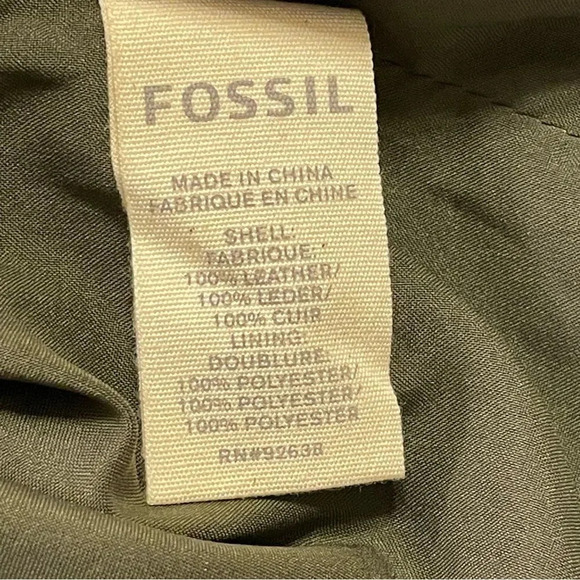 FOSSIL
MADE IN CHINA
FABRIQUE EN CHINE
SHELL:
FABRIQUE:
100% LEATHER/
100% LEDER/
100% CUIR
LINING:
DOUBLURE:
100% POLYESTER/
100% POLYESTER/
100% POLYESTER
RN#92638